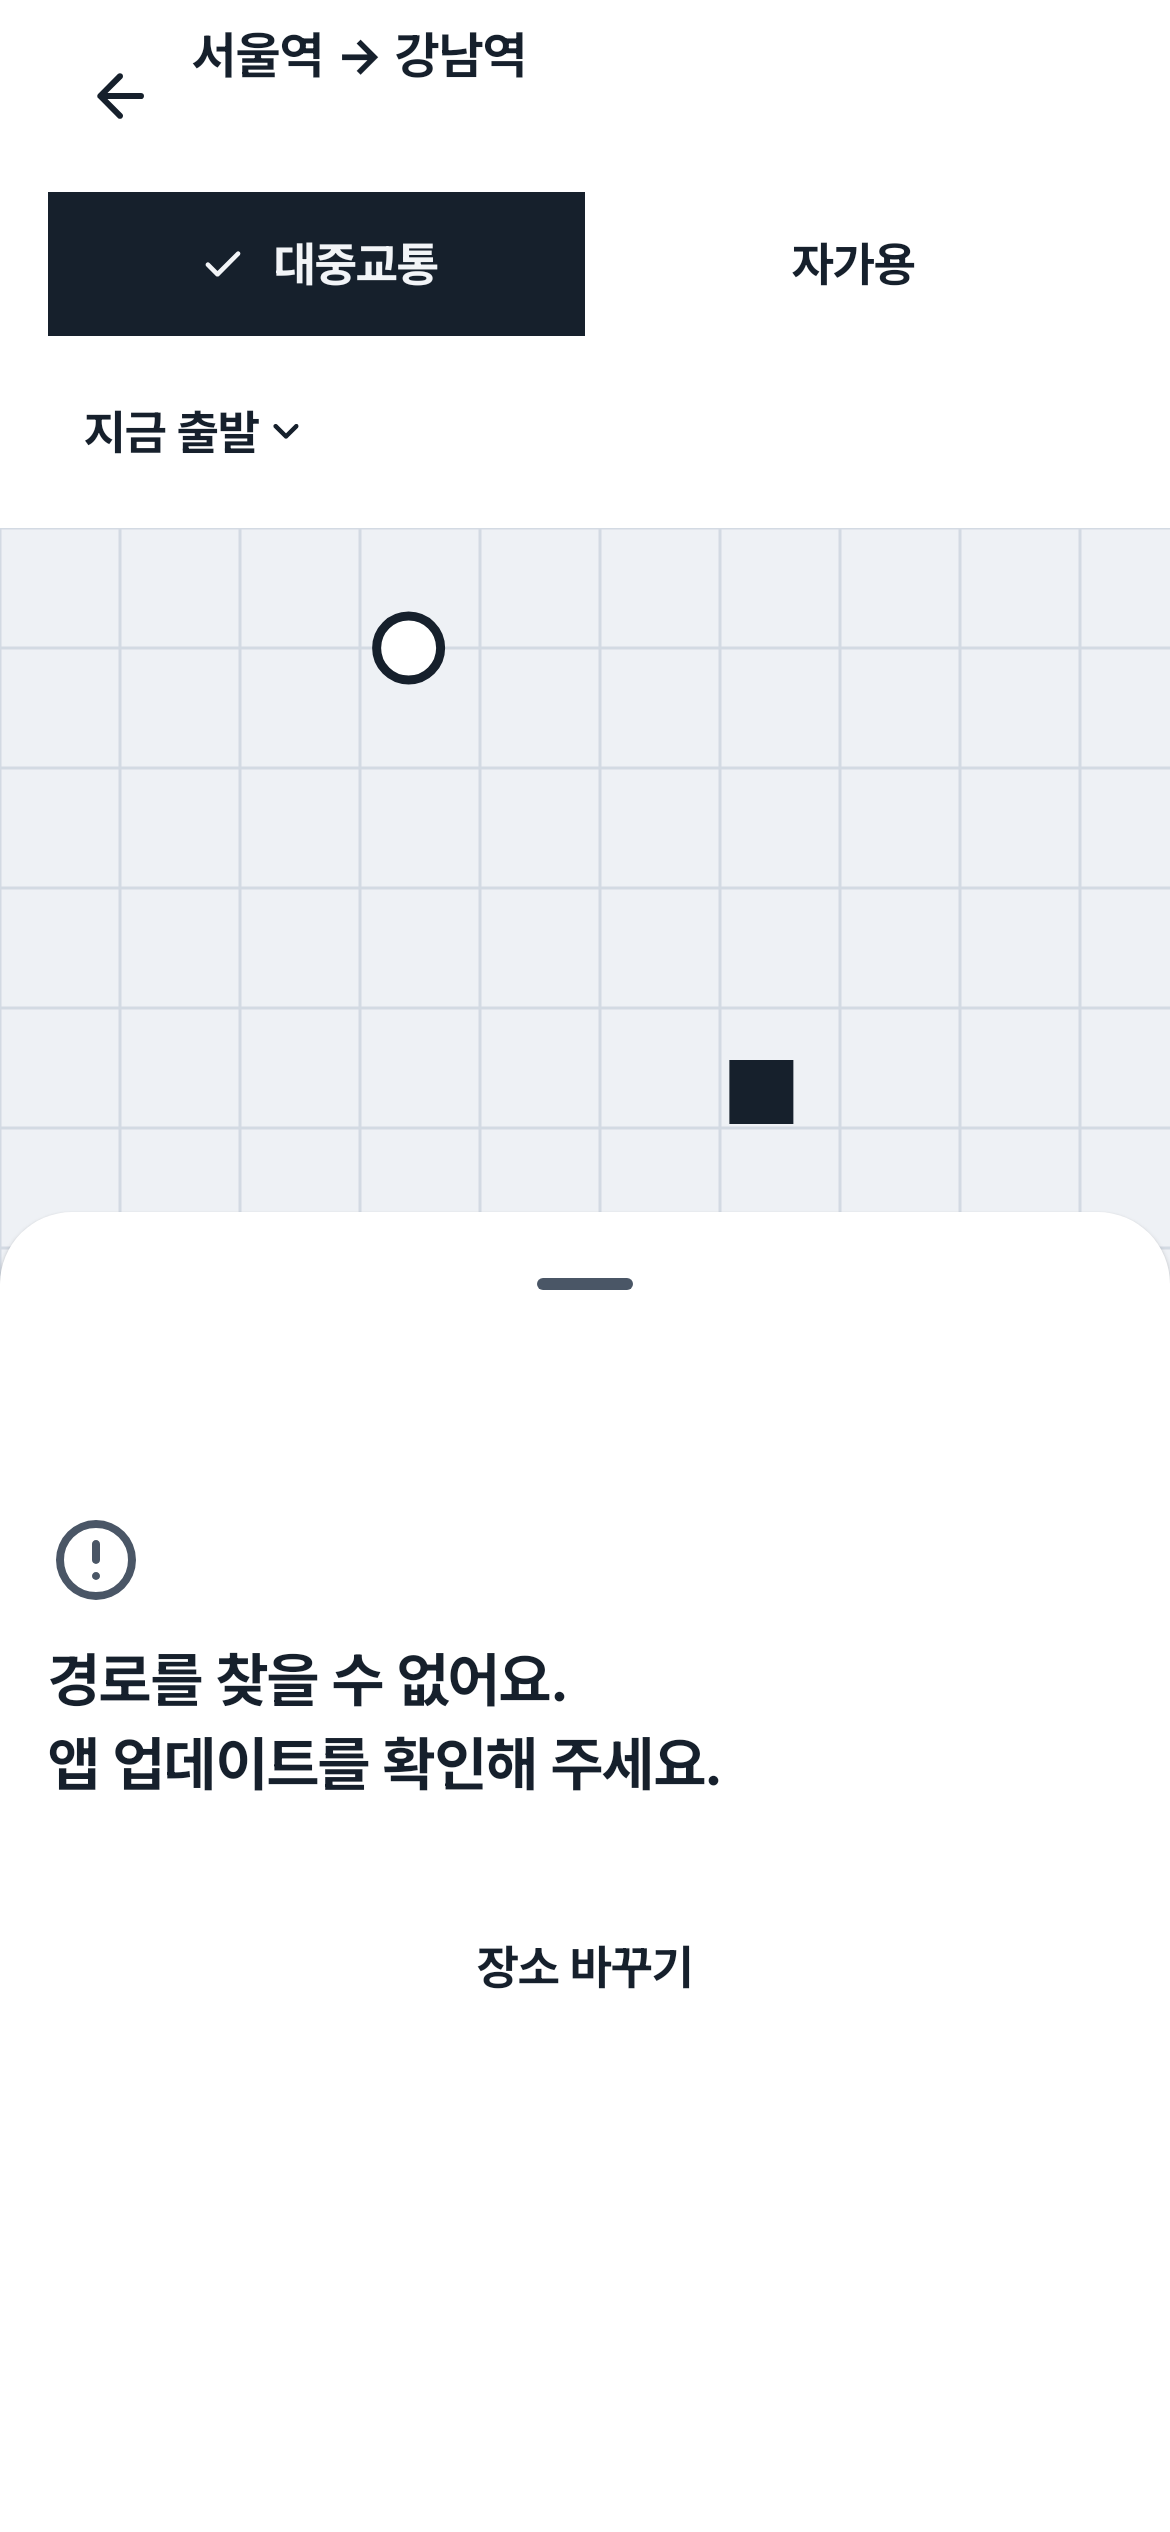 서울역 → 강남역
대중교통
자가용
지금 출발
경로를 찾을 수 없어요.
앱 업데이트를 확인해 주세요.
장소 바꾸기